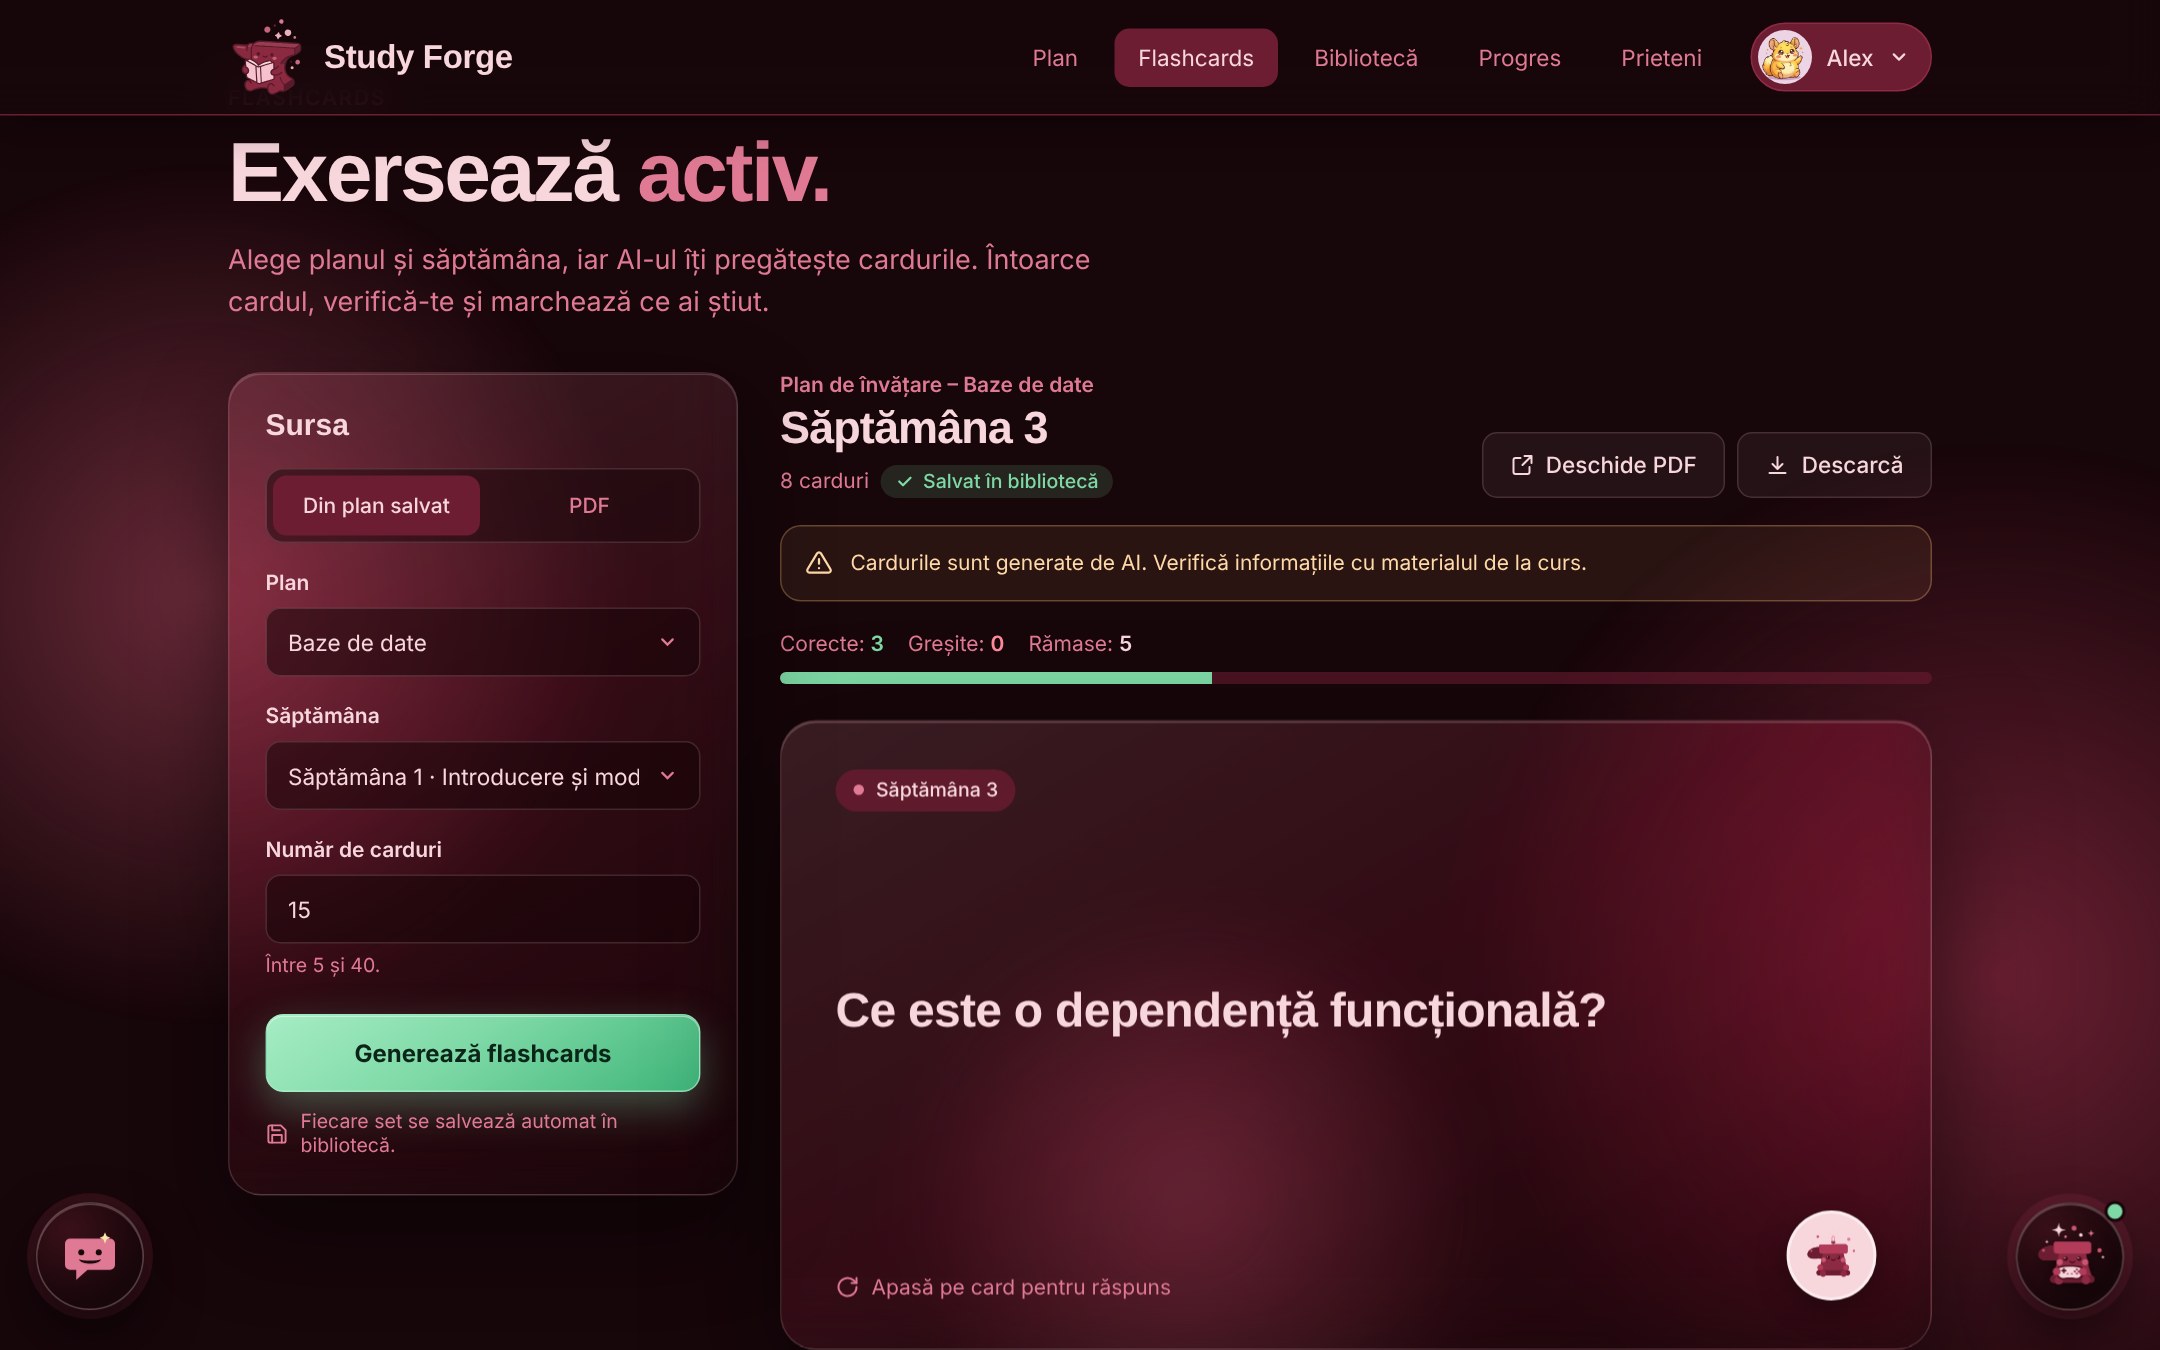 Study Forge
Plan
Flashcards
Bibliotecă
Progres
Prieteni
Alex
FLASHCARDS
Exersează activ.
Alege planul și săptămâna, iar AI-ul îți pregătește cardurile. Întoarce
cardul, verifică-te și marchează ce ai știut.
Sursa
Din plan salvat
PDF
Plan
Baze de date
Săptămâna
Săptămâna 1 · Introducere și mod
Număr de carduri
15
Între 5 și 40.
Generează flashcards
Fiecare set se salvează automat în
bibliotecă.
Plan de învățare – Baze de date
Săptămâna 3
8 carduri
Salvat în bibliotecă
Deschide PDF
Descarcă
Cardurile sunt generate de AI. Verifică informațiile cu materialul de la curs.
Corecte: 3 Greșite: 0 Rămase: 5
Săptămâna 3
Ce este o dependență funcțională?
Apasă pe card pentru răspuns